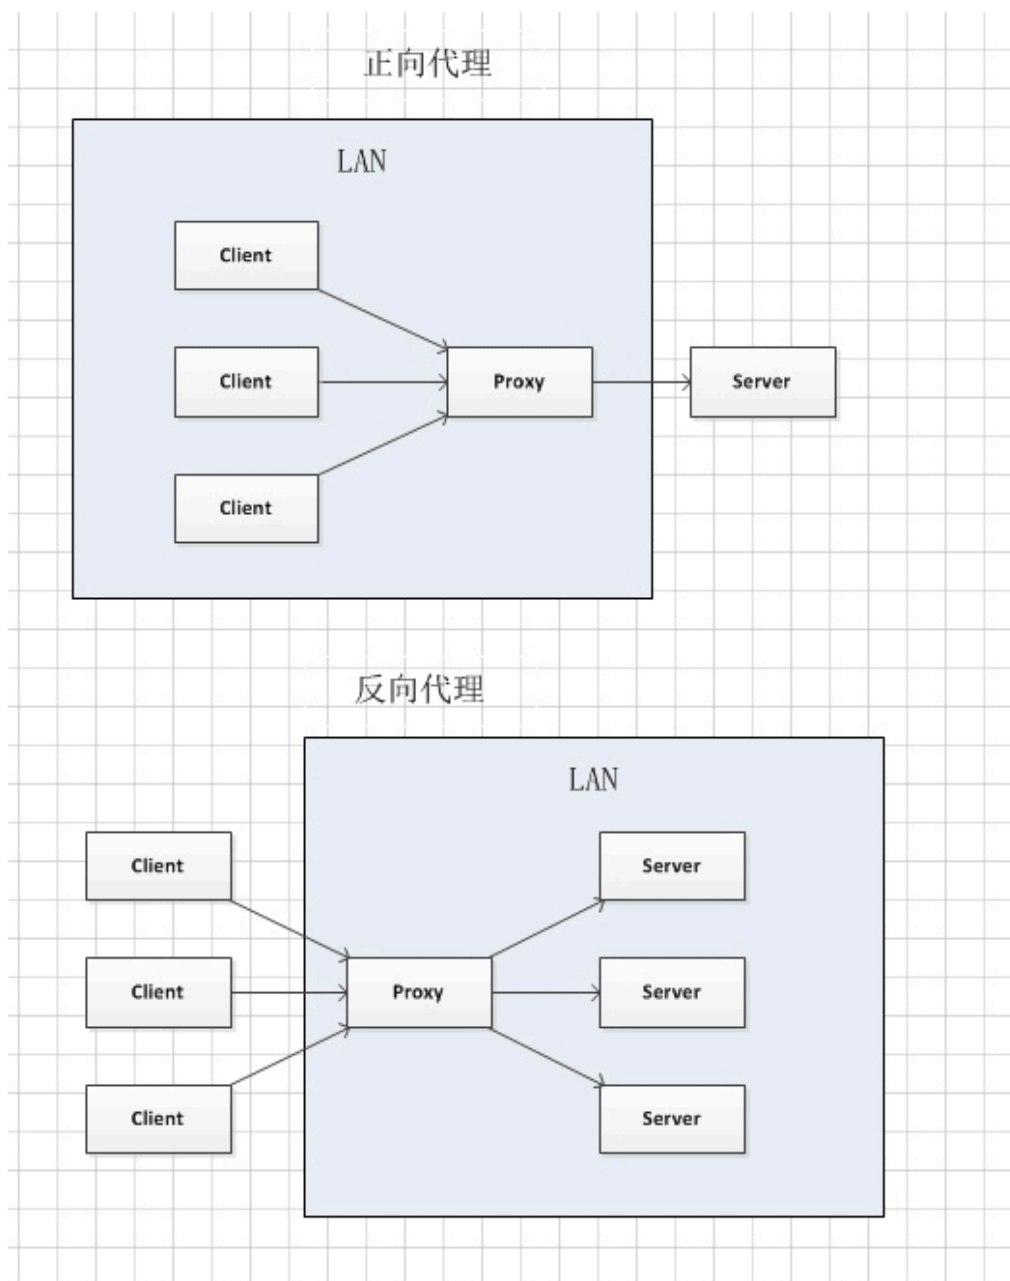 正向代理
LAN
Client
Client
Proxy
Server
Client
反向代理
LAN
Client
Server
Client
Proxy
Server
Client
Server